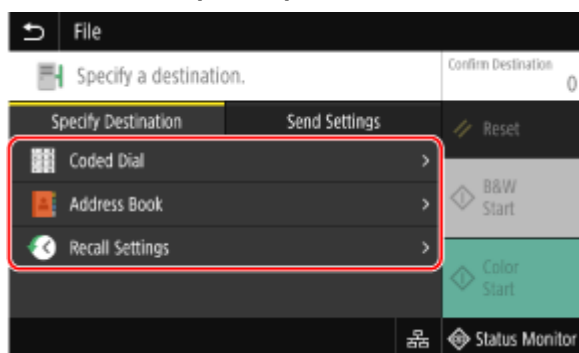 File
Specify a destination.
Confirm Destination
0
Specify Destination
Send Settings
Reset
Coded Dial
B&W
Start
Address Book
Recall Settings
Color
Start
Status Monitor